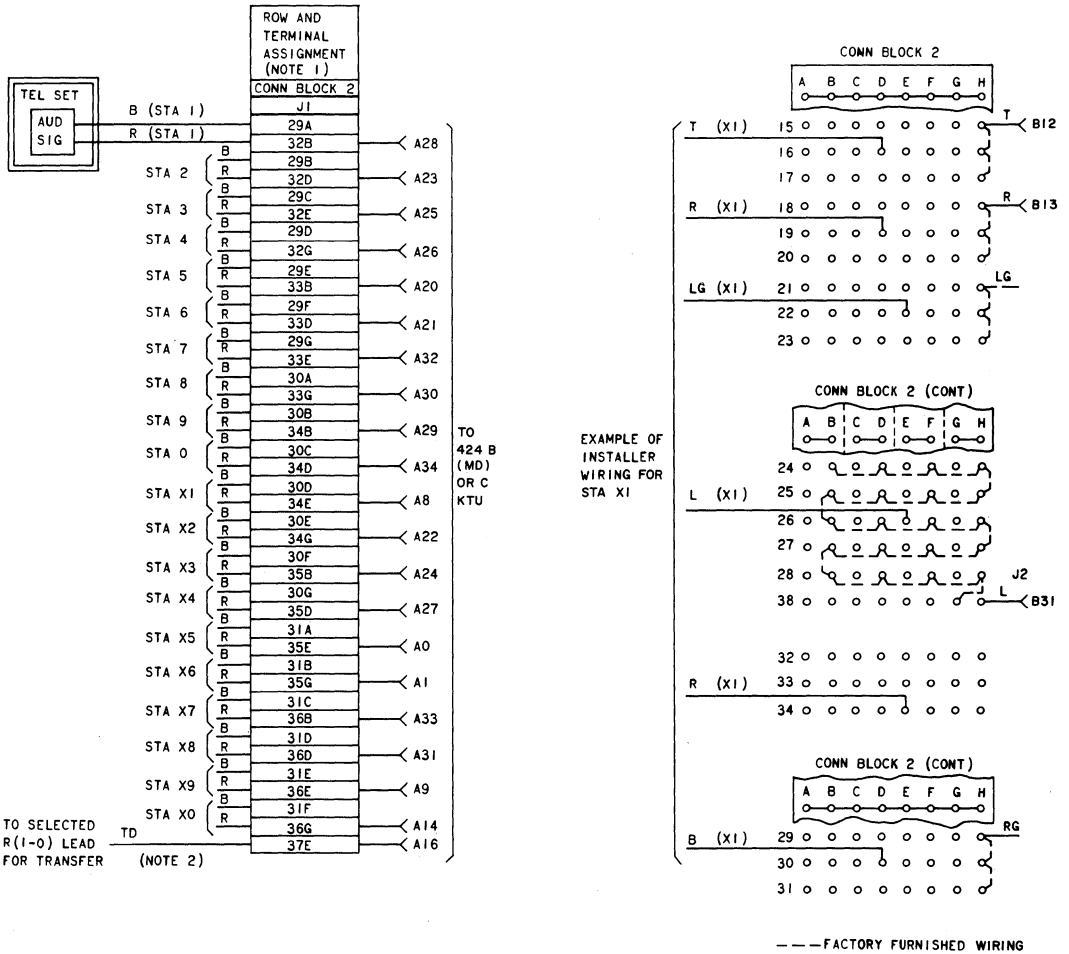 ROW AND
TERMINAL
ASSIGNMENT
(NOTE 1)
CONN BLOCK 2
J1
TEL SET
AUD
SIG
B (STA 1)
29A
R (STA 1)
32B
A28
STA 2
B
29B
R
32D
A23
STA 3
B
29C
R
32E
A25
STA 4
B
29D
R
32G
A26
STA 5
B
29E
R
33B
A20
STA 6
B
29F
R
33D
A21
STA 7
B
29G
R
33E
A32
STA 8
B
30A
R
33G
A30
STA 9
B
30B
R
34B
A29
STA 0
B
30C
R
34D
A34
STA X1
B
30D
R
34E
A8
STA X2
B
30E
R
34G
A22
STA X3
B
30F
R
35B
A24
STA X4
B
30G
R
35D
A27
STA X5
B
31A
R
35E
A0
STA X6
B
31B
R
35G
A1
STA X7
B
31C
R
36B
A33
STA X8
B
31D
R
36D
A31
STA X9
B
31E
R
36E
A9
STA X0
B
31F
R
36G
A14
TO SELECTED
R(1-0) LEAD
FOR TRANSFER
TD
(NOTE 2)
37E
A16
TO
424 B
(MD)
OR C
KTU
EXAMPLE OF
INSTALLER
WIRING FOR
STA X1
CONN BLOCK 2
A B C D E F G H
T (X1)
15
T
B12
16
17
R (X1)
18
R
B13
19
20
LG (X1)
21
LG
22
23
CONN BLOCK 2 (CONT)
A B C D E F G H
24
L (X1)
25
26
27
28
J2
38
L
B31
32
R (X1)
33
34
CONN BLOCK 2 (CONT)
A B C D E F G H
B (X1)
29
RG
30
31
---FACTORY FURNISHED WIRING